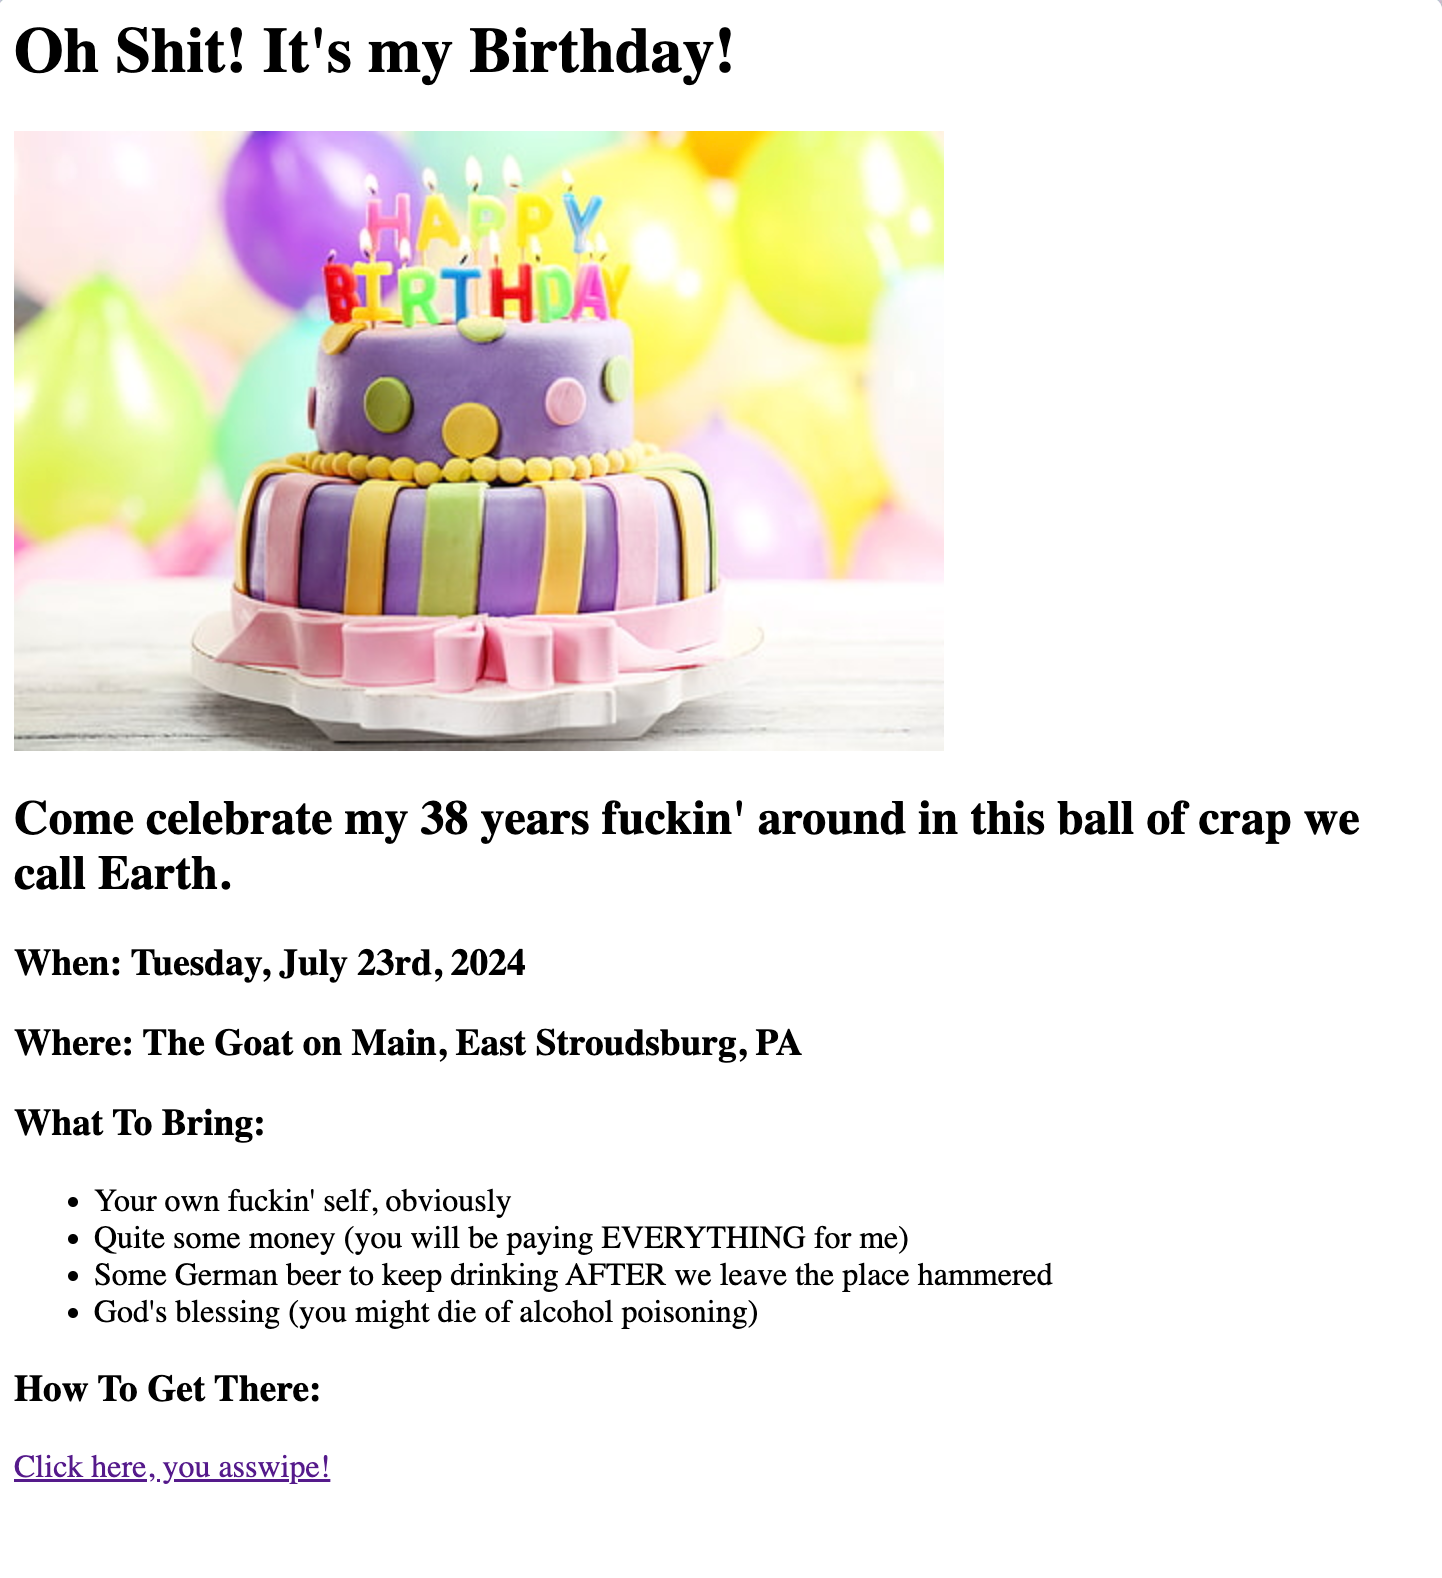 Oh Shit! It's my Birthday!
HAPPY
BIRTHDAY
Come celebrate my 38 years fuckin' around in this ball of crap we
call Earth.
When: Tuesday, July 23rd, 2024
Where: The Goat on Main, East Stroudsburg, PA
What To Bring:
• Your own fuckin' self, obviously
• Quite some money (you will be paying EVERYTHING for me)
• Some German beer to keep drinking AFTER we leave the place hammered
• God's blessing (you might die of alcohol poisoning)
How To Get There:
Click here, you asswipe!